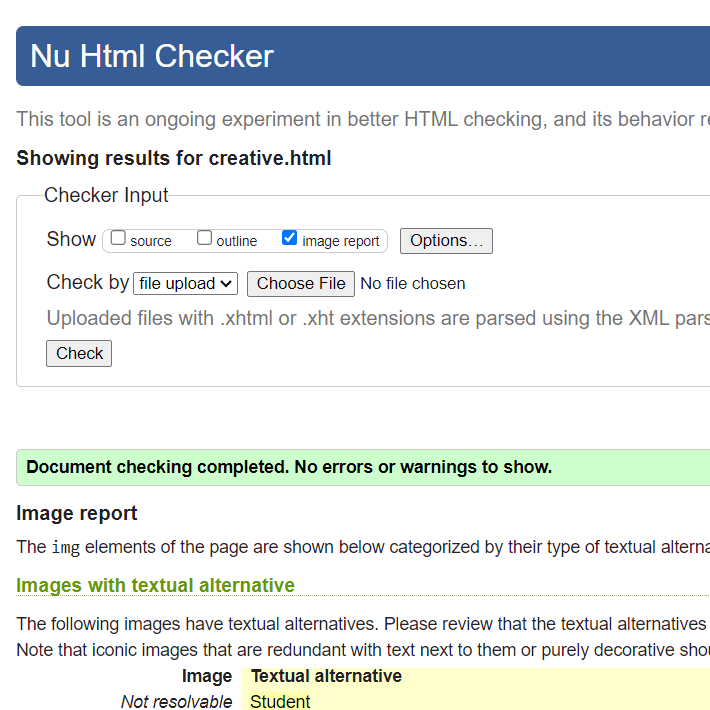 Nu Html Checker
This tool is an ongoing experiment in better HTML checking, and its behavior
Showing results for creative.html
Checker Input
Show source outline image report Options…
Check by file upload Choose File No file chosen
Uploaded files with .xhtml or .xht extensions are parsed using the XML
Check
Document checking completed. No errors or warnings to show.
Image report
The img elements of the page are shown below categorized by their type of textual
Images with textual alternative
The following images have textual alternatives. Please review that the textual alternatives
Note that iconic images that are redundant with text next to them or purely decorative
Image Textual alternative
Not resolvable Student